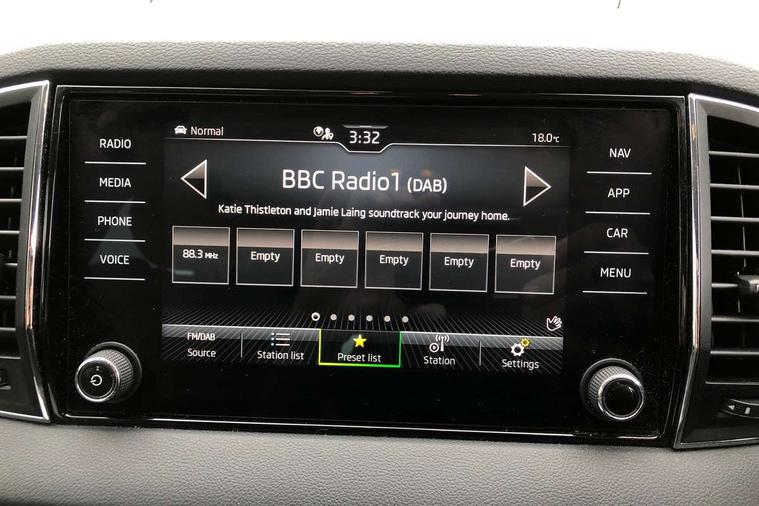 RADIO
MEDIA
PHONE
VOICE
Normal
3:32
18.0°C
BBC Radio1 (DAB)
Katie Thistleton and Jamie Laing soundtrack your journey home.
88.3 MHz
Empty
Empty
Empty
Empty
Empty
FM/DAB
Source
Station list
Preset list
Station
Settings
NAV
APP
CAR
MENU